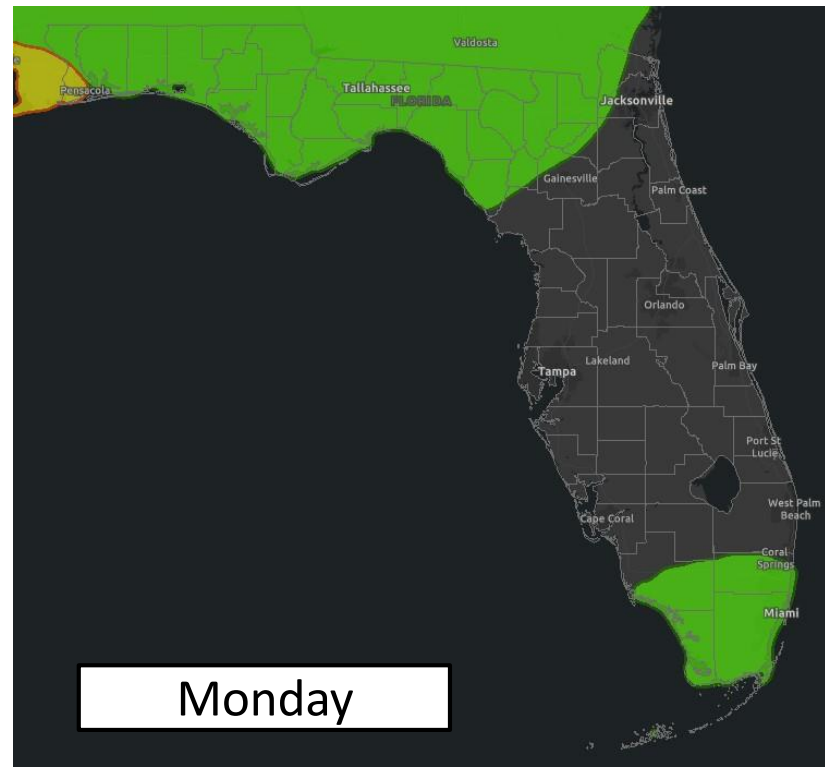 Valdosta
e
Pensacola
Tallahassee
FLORIDA
Jacksonville
Gainesville
Palm Coast
Orlando
Lakeland
Palm Bay
Tampa
Port St
Lucie
West Palm
Beach
Cape Coral
Coral
Springs
Miami
Monday